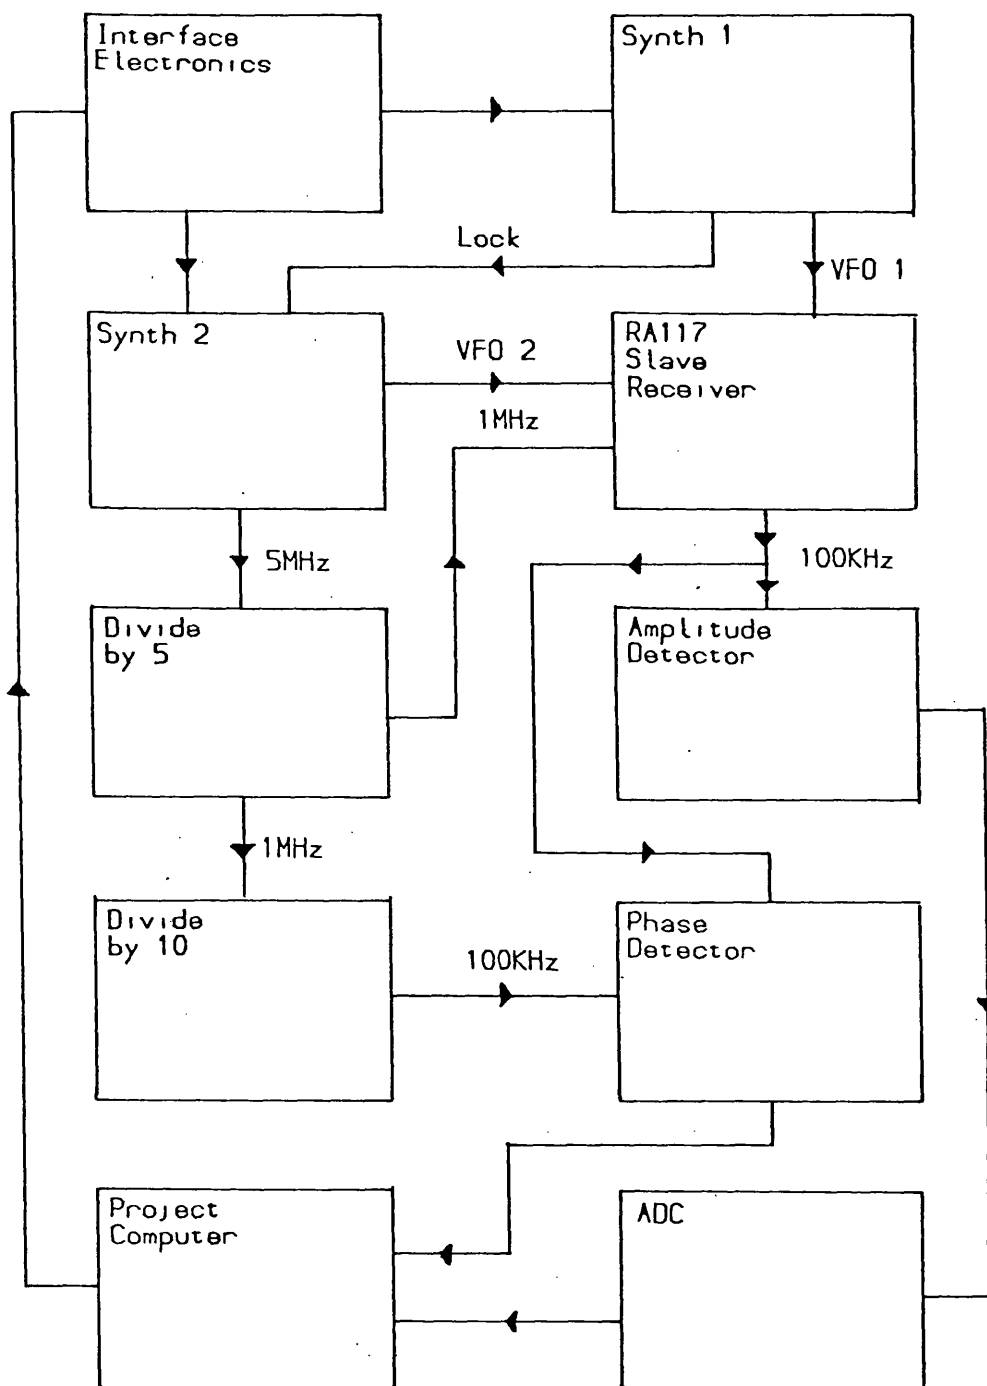 Interface
Electronics
Synth 1
Lock
VFO 1
Synth 2
VFO 2
RA117
Slave
Receiver
1MHz
5MHz
100KHz
Divide
by 5
Amplitude
Detector
1MHz
Divide
by 10
100KHz
Phase
Detector
Project
Computer
ADC